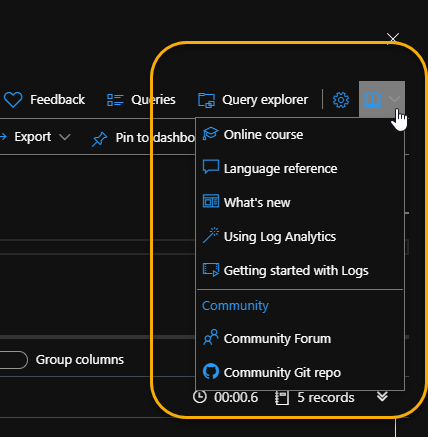 Feedback
Queries
Query explorer
Export
Pin to dashbo
Online course
Language reference
What's new
Using Log Analytics
Getting started with Logs
Community
Community Forum
Group columns
Community Git repo
00:00.6
5 records